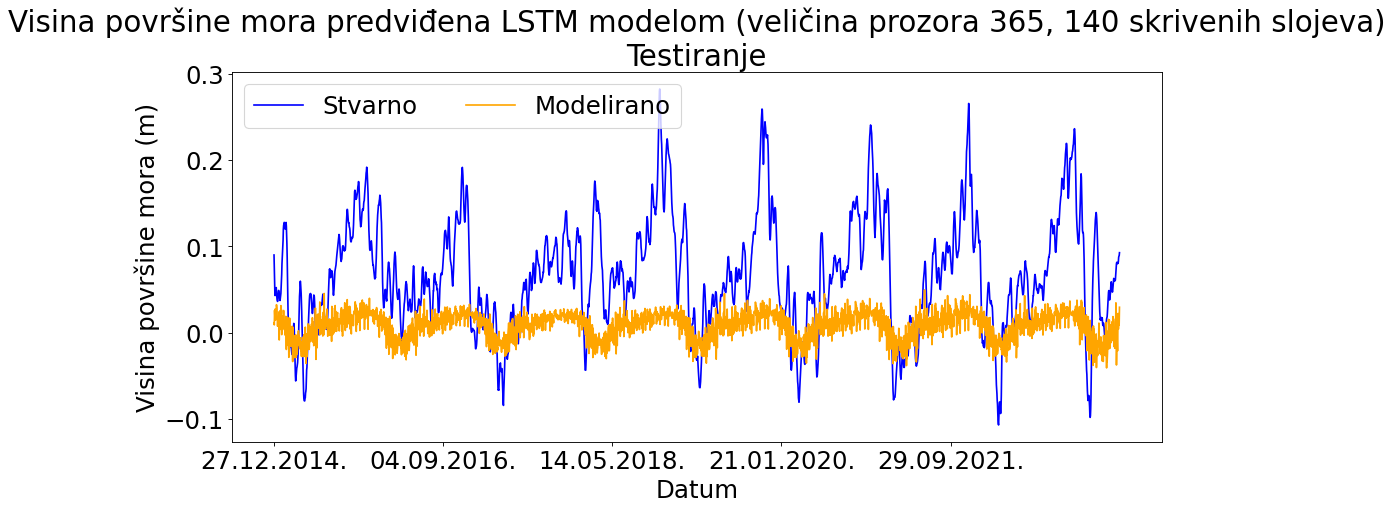 Visina površine mora predviđena LSTM modelom (veličina prozora 365, 140 skrivenih slojeva)
Testiranje
Stvarno Modelirano
Visina površine mora (m)
0.3
0.2
0.1
0.0
−0.1
27.12.2014. 04.09.2016. 14.05.2018. 21.01.2020. 29.09.2021.
Datum